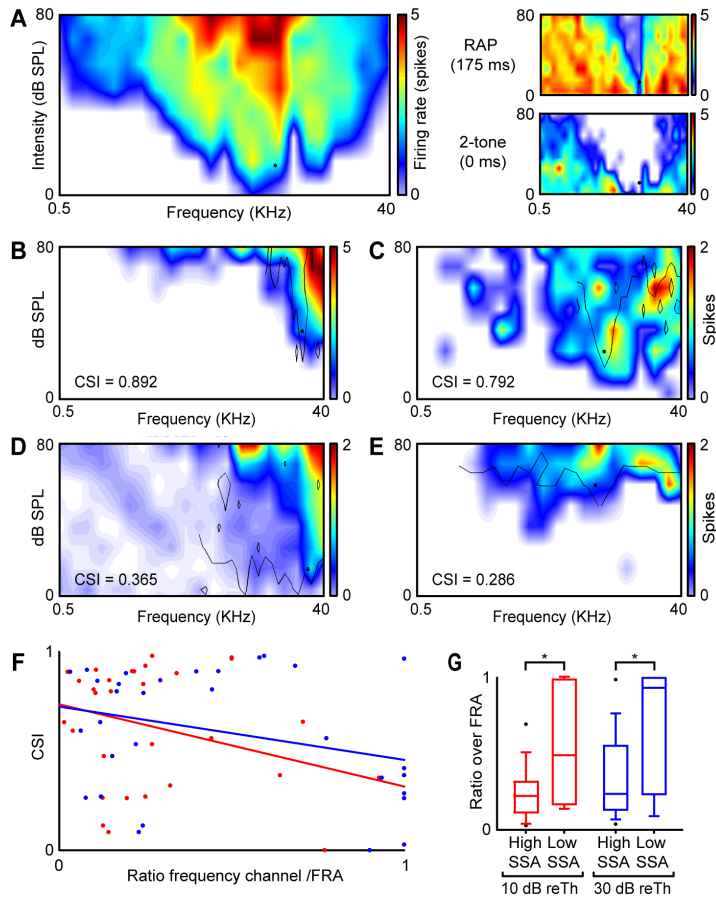 A
80
Intensity (dB SPL)
0
0.5
Frequency (KHz)
40
5
Firing rate (spikes)
0
RAP
(175 ms)
80
0
5
0
2-tone
(0 ms)
80
0
0.5
40
5
0
B
80
dB SPL
0
CSI = 0.892
0.5
Frequency (KHz)
40
5
0
C
80
0
CSI = 0.792
0.5
Frequency (KHz)
40
2
Spikes
0
D
80
dB SPL
0
CSI = 0.365
0.5
Frequency (KHz)
40
2
0
E
80
0
CSI = 0.286
0.5
Frequency (KHz)
40
2
Spikes
0
F
1
CSI
0
0
Ratio frequency channel /FRA
1
G
* *
1
Ratio over FRA
0
High Low High Low
SSA SSA SSA SSA
10 dB reTh 30 dB reTh